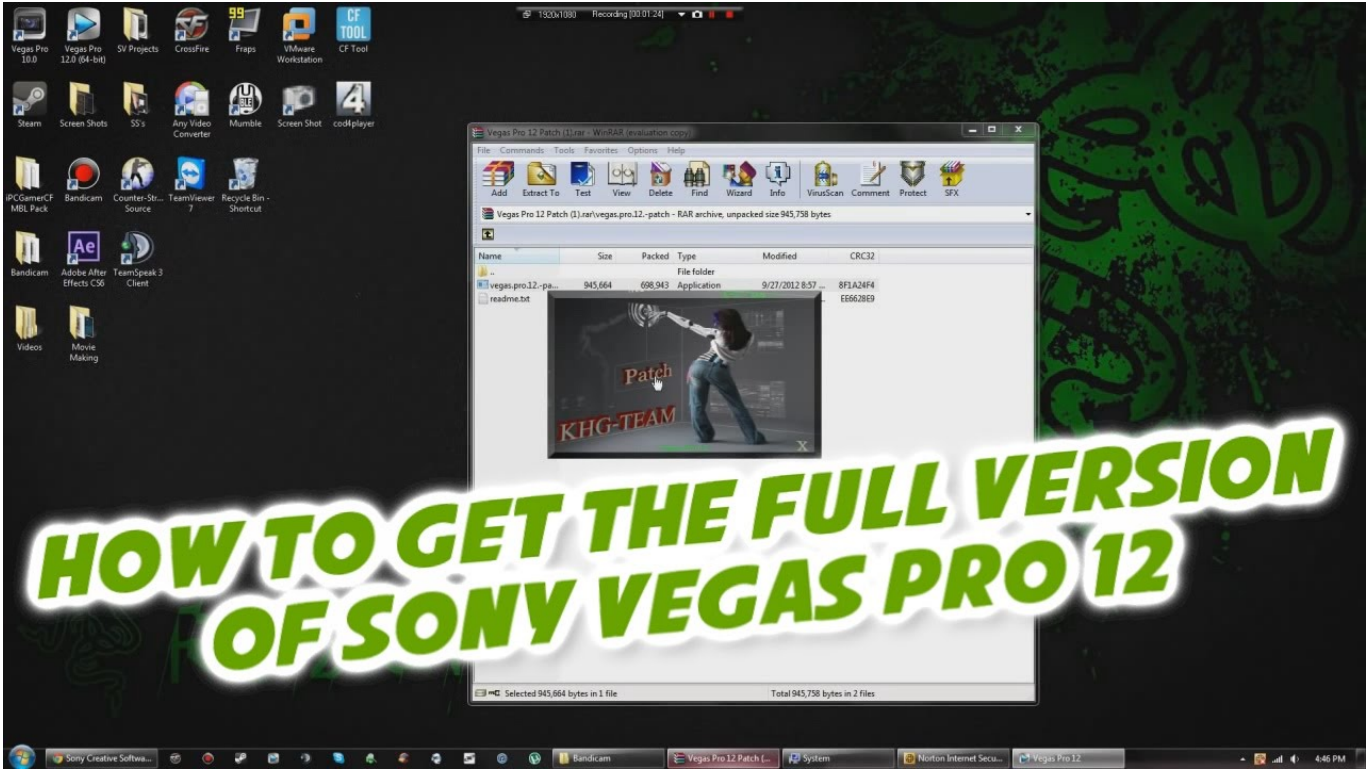 1920x1080 Recording [00:01:24]
Vegas Pro 10.0
Vegas Pro 12.0 (64-bit)
SV Projects
CrossFire
99
Fraps
VMware Workstation
CF TOOL
CF Tool
Steam
Screen Shots
SS's
Any Video Converter
BLE
Mumble
Screen Shot
4
cod4player
iPCGamerCF MBL Pack
Bandicam
Counter-Str... Source
TeamViewer 7
Recycle Bin - Shortcut
Bandicam
Ae
Adobe After Effects CS6
TeamSpeak 3 Client
Videos
Movie Making
Vegas Pro 12 Patch (1).rar - WinRAR (evaluation copy)
File Commands Tools Favorites Options Help
Add Extract To Test View Delete Find Wizard Info VirusScan Comment Protect SFX
Vegas Pro 12 Patch (1).rar\vegas.pro.12.-patch - RAR archive, unpacked size 945,758 bytes
Name Size Packed Type Modified CRC32
.. File folder
vegas.pro.12.-pa... 945,664 698,943 Application 9/27/2012 8:57 ... 8F1A24F4
readme.txt EE6628E9
Patch
KHG-TEAM
X
HOW TO GET THE FULL VERSION
OF SONY VEGAS PRO 12
Selected 945,664 bytes in 1 file Total 945,758 bytes in 2 files
Sony Creative Softwa... Bandicam Vegas Pro 12 Patch (... System Norton Internet Secu... Vegas Pro 12 4:46 PM